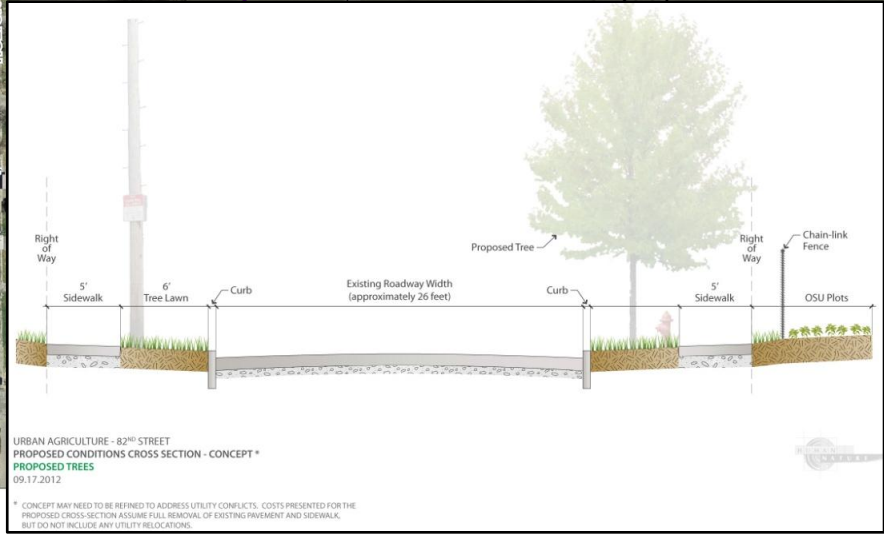 Right
of
Way
5'
Sidewalk
6'
Tree Lawn
Curb
Existing Roadway Width
(approximately 26 feet)
Proposed Tree
Curb
5'
Sidewalk
Right
of
Way
Chain-link
Fence
OSU Plots
URBAN AGRICULTURE - 82ND STREET
PROPOSED CONDITIONS CROSS SECTION - CONCEPT *
PROPOSED TREES
09.17.2012
* CONCEPT MAY NEED TO BE REFINED TO ADDRESS UTILITY CONFLICTS. COSTS PRESENTED FOR THE
PROPOSED CROSS-SECTION ASSUME FULL REMOVAL OF EXISTING PAVEMENT AND SIDEWALK,
BUT DO NOT INCLUDE ANY UTILITY RELOCATIONS.
HUMAN
NATURE